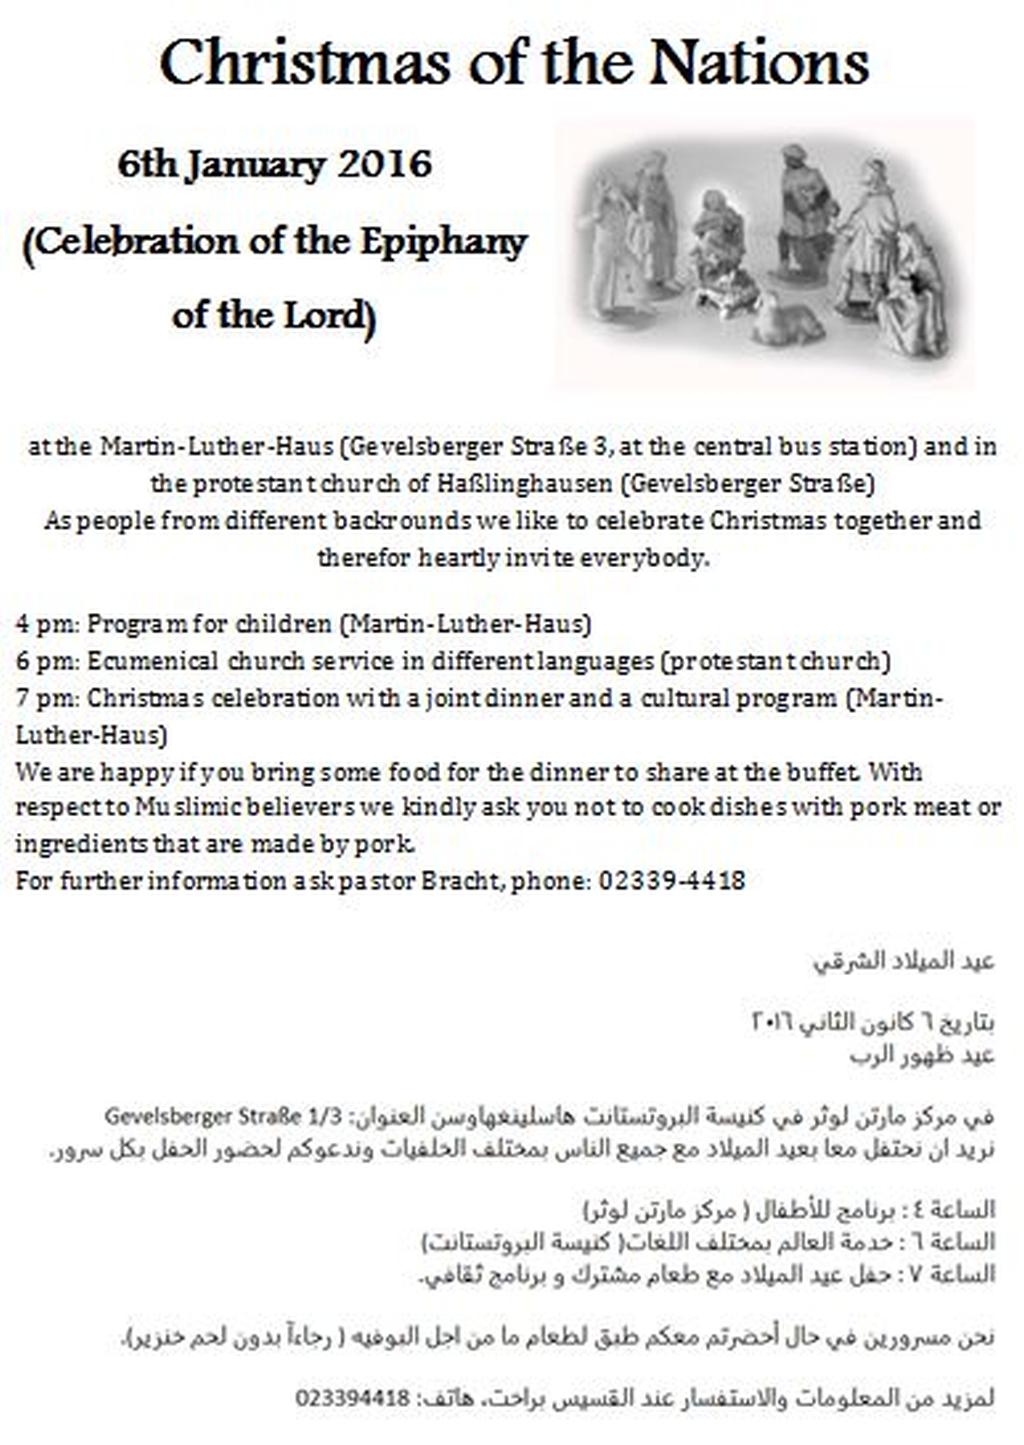 Christmas of the Nations
6th January 2016
(Celebration of the Epiphany
of the Lord)
at the Martin-Luther-Haus (Gevelsberger Straße 3, at the central bus station) and in
the protestant church of Haßlinghausen (Gevelsberger Straße)
As people from different backrounds we like to celebrate Christmas together and
therefor heartly invite everybody.
4 pm: Program for children (Martin-Luther-Haus)
6 pm: Ecumenical church service in different languages (protestant church)
7 pm: Christmas celebration with a joint dinner and a cultural program (Martin-
Luther-Haus)
We are happy if you bring some food for the dinner to share at the buffet. With
respect to Muslimic believers we kindly ask you not to cook dishes with pork meat or
ingredients that are made by pork.
For further information ask pastor Bracht, phone: 02339-4418
عيد الميلاد الشرقي
بتاريخ ٦ كانون الثاني ٢٠١٦
عيد ظهور الرب
في مركز مارتن لوثر في كنيسة البروتستانت هاسلينغهاوسن العنوان: Gevelsberger Straße 1/3
نريد ان نحتفل معا بعيد الميلاد مع جميع الناس بمختلف الخلفيات وندعوكم لحضور الحفل بكل سرور.
الساعة ٤ : برنامج للأطفال ( مركز مارتن لوثر)
الساعة ٦ : خدمة العالم بمختلف اللغات( كنيسة البروتستانت)
الساعة ٧ : حفل عيد الميلاد مع طعام مشترك و برنامج ثقافي.
نحن مسرورين في حال أحضرتم معكم طبق لطعام ما من اجل البوفيه ( رجاءآ بدون لحم خنزير).
لمزيد من المعلومات والاستفسار عند القسيس براخت، هاتف: 023394418